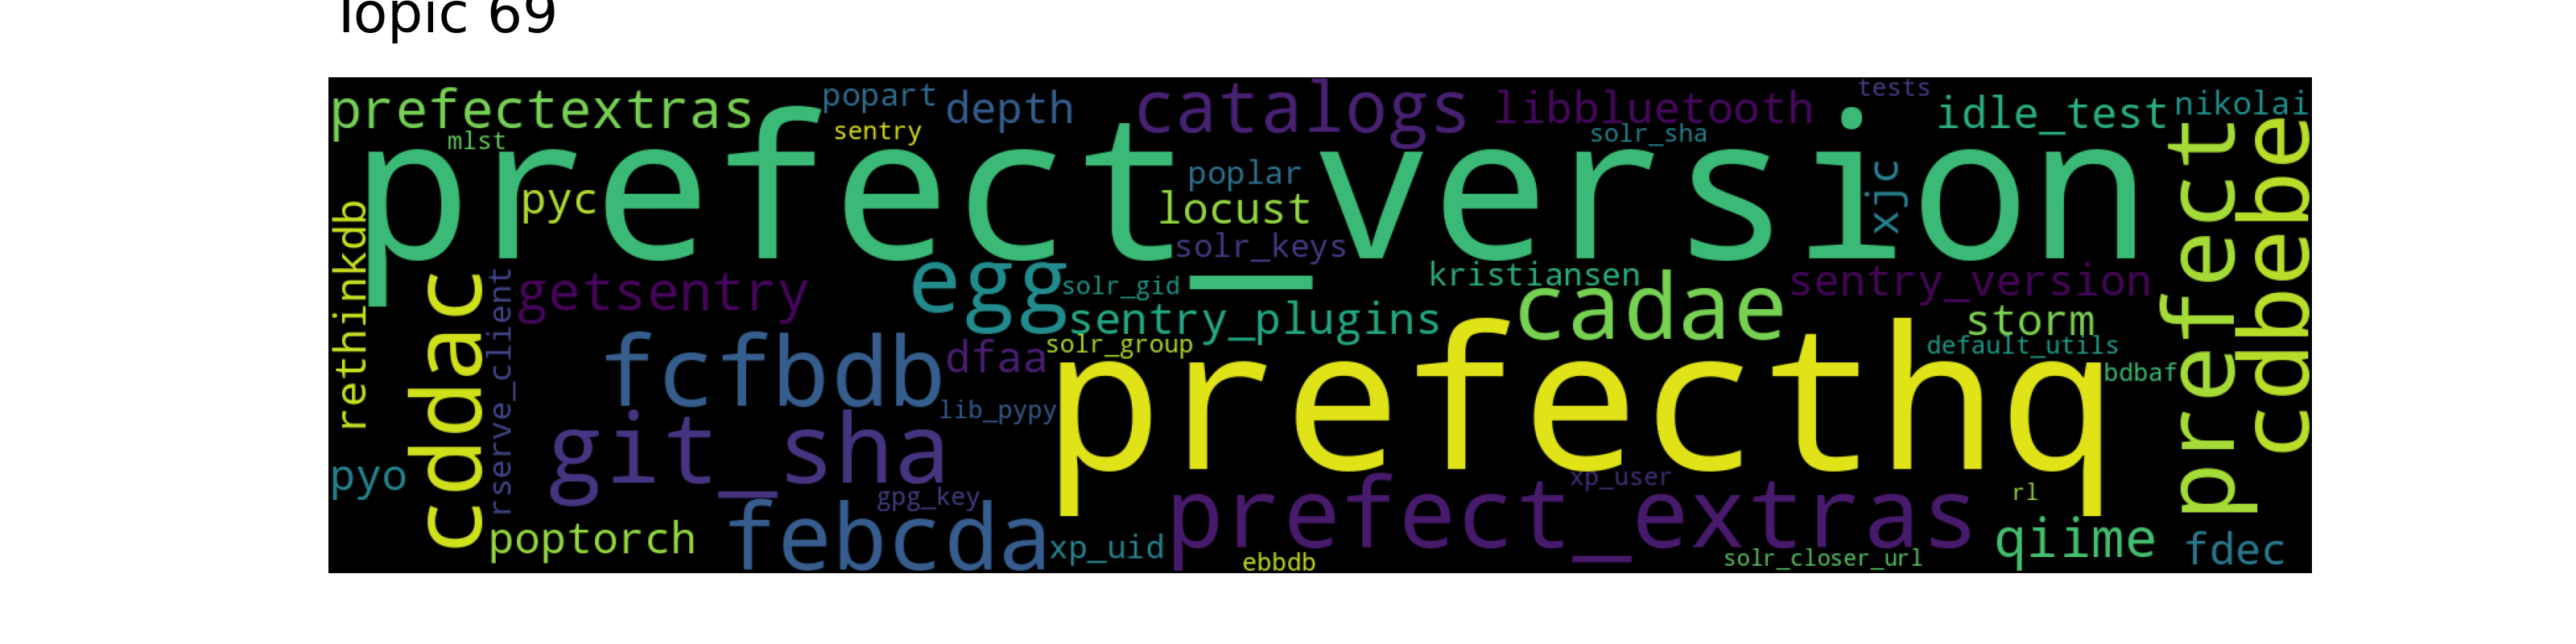 Topic 69
prefectextras
popart
depth
catalogs
libbluetooth
tests
idle_test
nikolai
mlst
sentry
solr_sha
prefect_version
pyc
poplar
locust
solr_keys
xjc
prefect
cdbebe
rethinkdb
cddac
rserve_client
getsentry
egg
solr_gid
kristiansen
sentry_version
sentry_plugins
cadae
storm
fcfbdb
dfaa
solr_group
default_utils
prefecthq
bdbaf
lib_pypy
git_sha
pyo
gpg_key
xp_user
prefect_extras
rl
poptorch
febcda
xp_uid
ebbdb
solr_closer_url
qiime
fdec